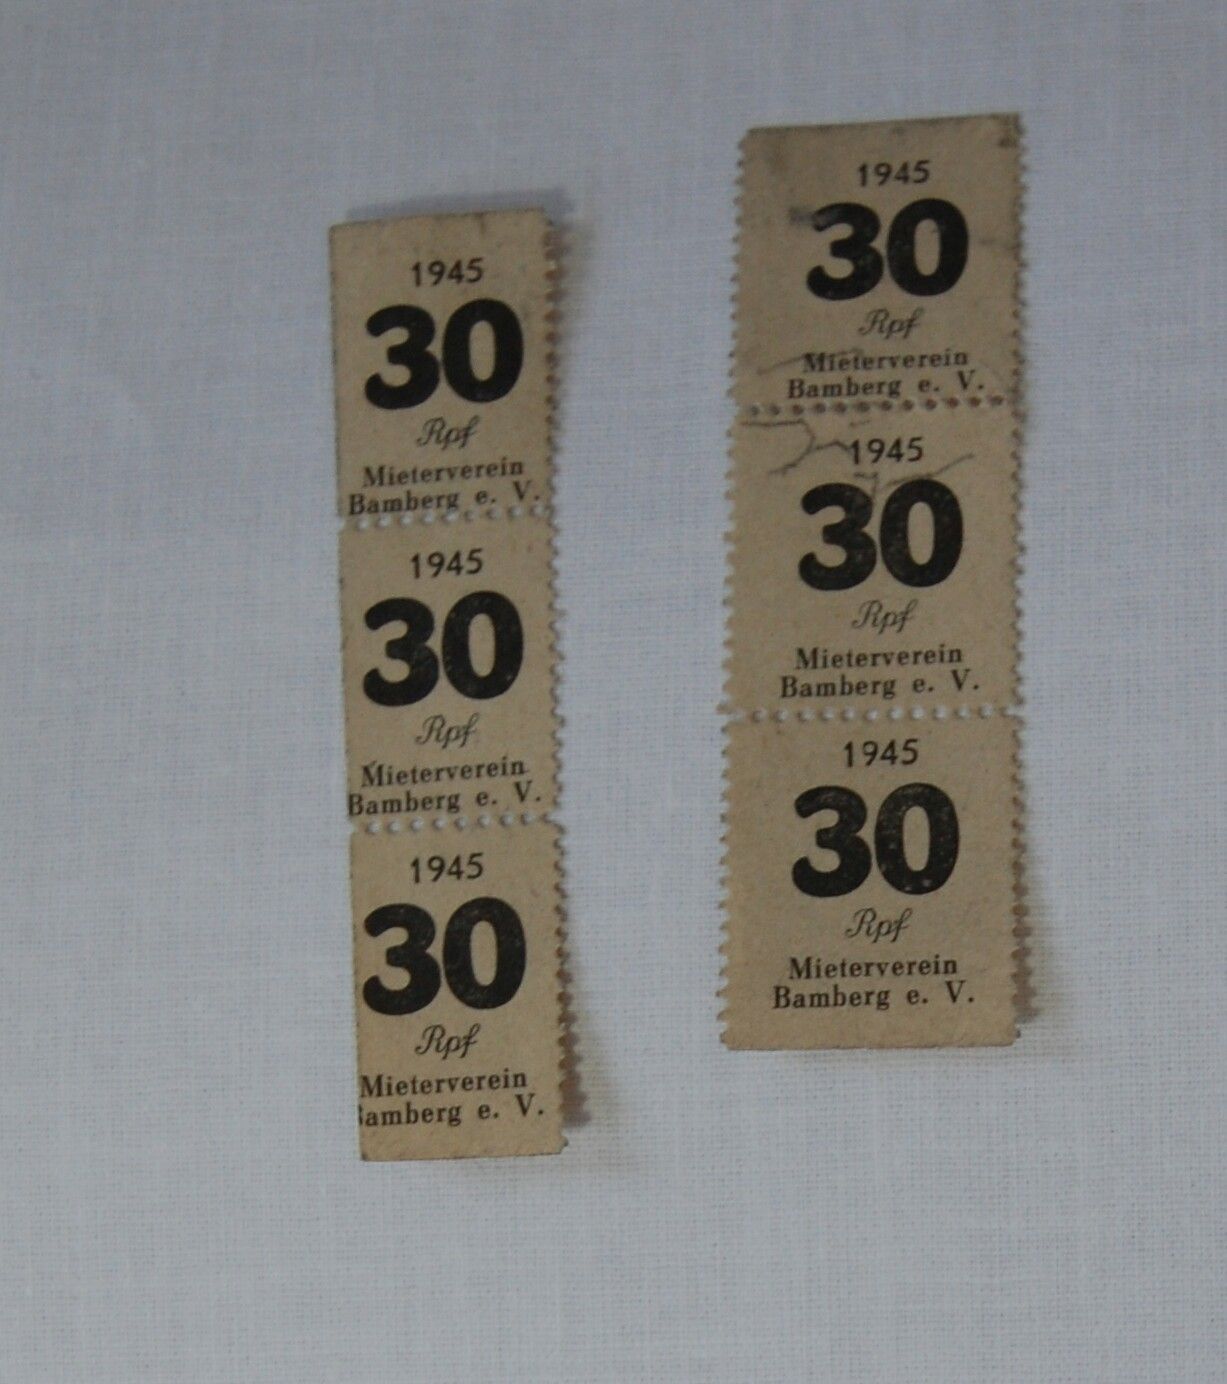 1945
30
Rpf
Mieterverein
Bamberg e. V.
1945
30
Rpf
Mieterverein
Bamberg e. V.
1945
30
Rpf
Mieterverein
Bamberg e. V.
1945
30
Rpf
Mieterverein
Bamberg e. V.
1945
30
Rpf
Mieterverein
Bamberg e. V.
1945
30
Rpf
Mieterverein
Bamberg e. V.